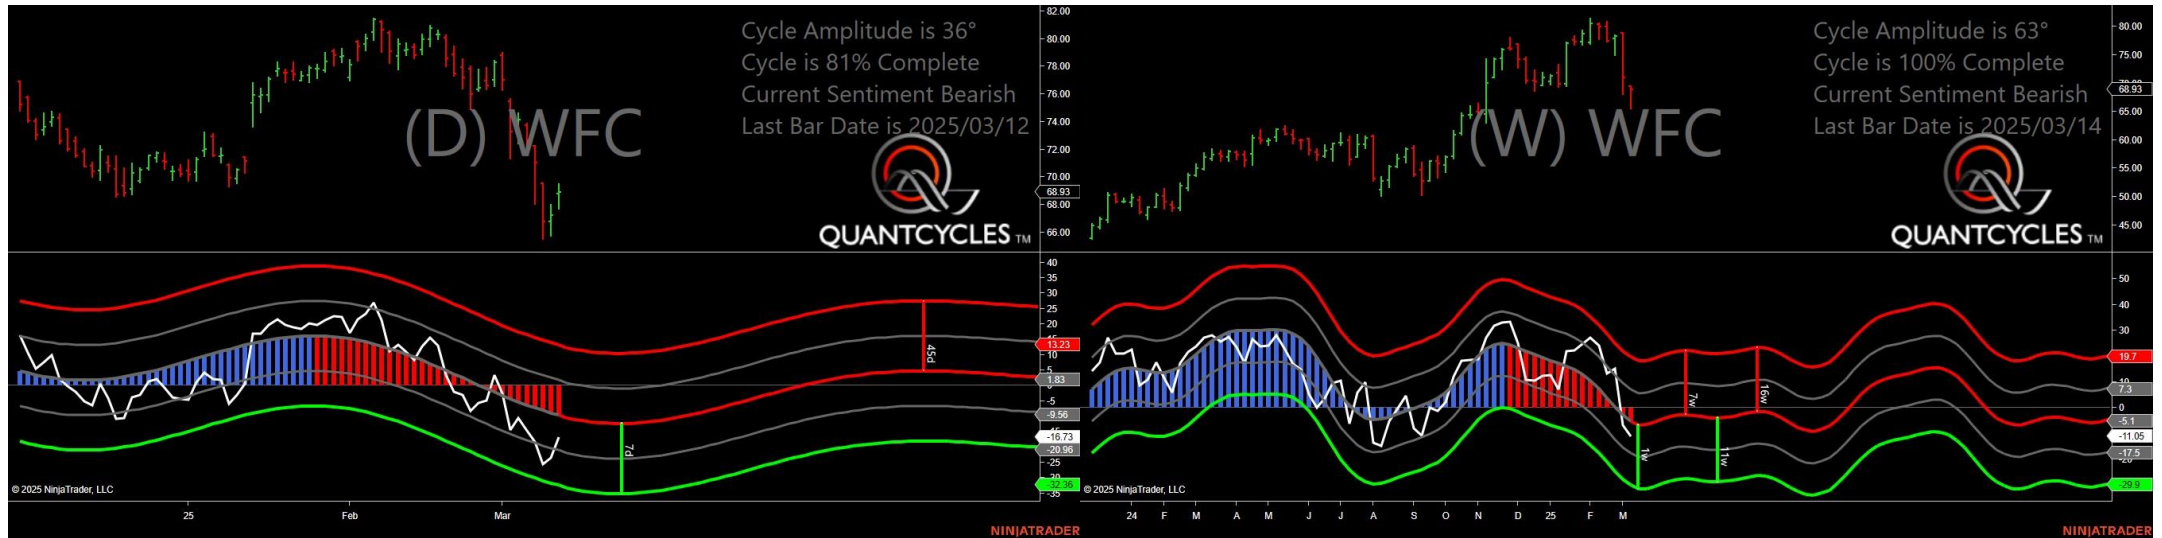 Cycle Amplitude is 36°
Cycle is 81% Complete
Current Sentiment Bearish
Last Bar Date is 2025/03/12
(D) WFC
QUANTCYCLES TM
82.00
80.00
78.00
76.00
74.00
72.00
70.00
68.93
68.00
66.00
40
35
30
25
20
13.23
10
5
1.83
-5
-9.56
-16.73
-20.96
-25
-32.36
-35
45d
7d
© 2025 NinjaTrader, LLC
25 Feb Mar
NINJATRADER
Cycle Amplitude is 63°
Cycle is 100% Complete
Current Sentiment Bearish
Last Bar Date is 2025/03/14
(W) WFC
QUANTCYCLES TM
80.00
75.00
70.00
68.93
65.00
60.00
55.00
50.00
45.00
50
40
30
19.7
10
7.3
0
-5.1
-11.05
-17.5
-20
-29.9
7w
16w
1w
11w
© 2025 NinjaTrader, LLC
24 F M A M J J A S O N D 25 F M
NINJATRADER